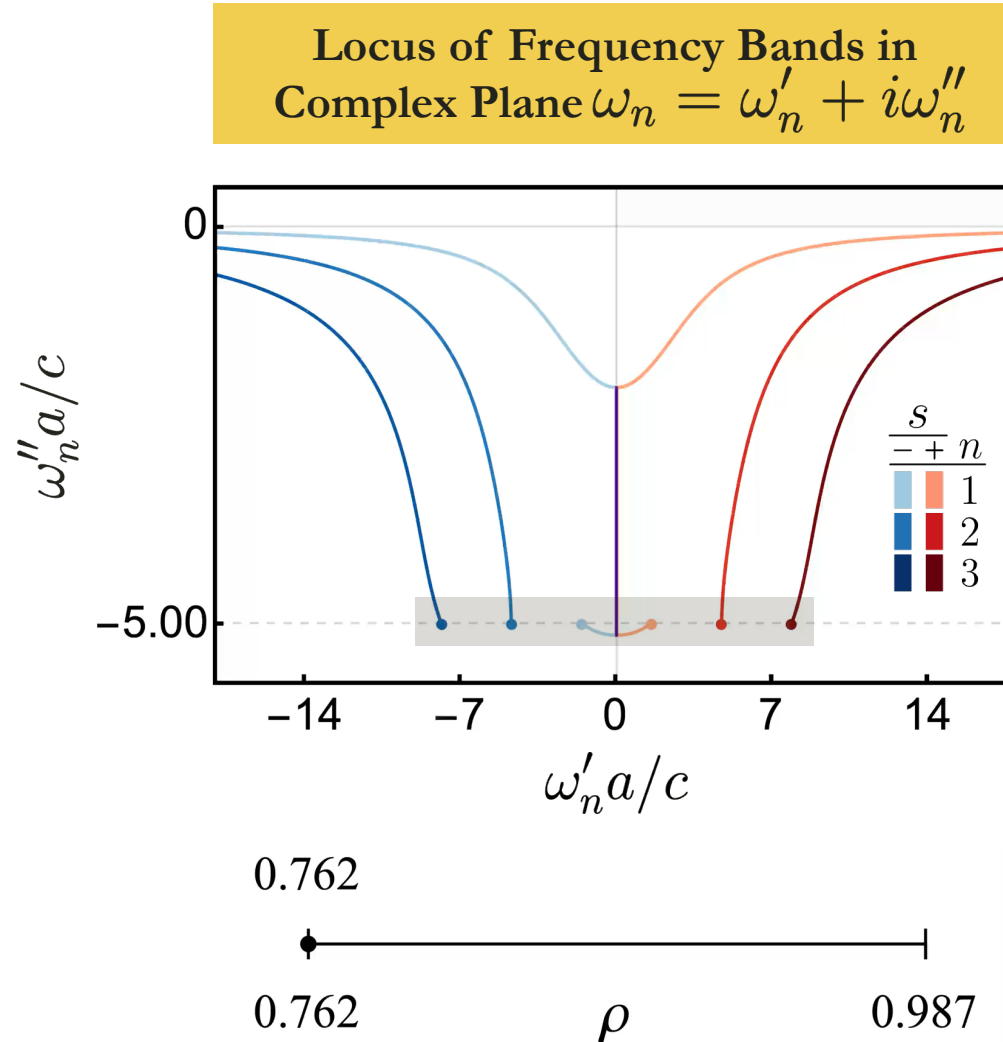 Locus of Frequency Bands in
Complex Plane ωₙ = ω′ₙ + iω″ₙ
0
−5.00
ω″ₙa/c
−14 −7 0 7 14
ω′ₙa/c
s
− + n
1
2
3
0.762
0.762 ρ 0.987